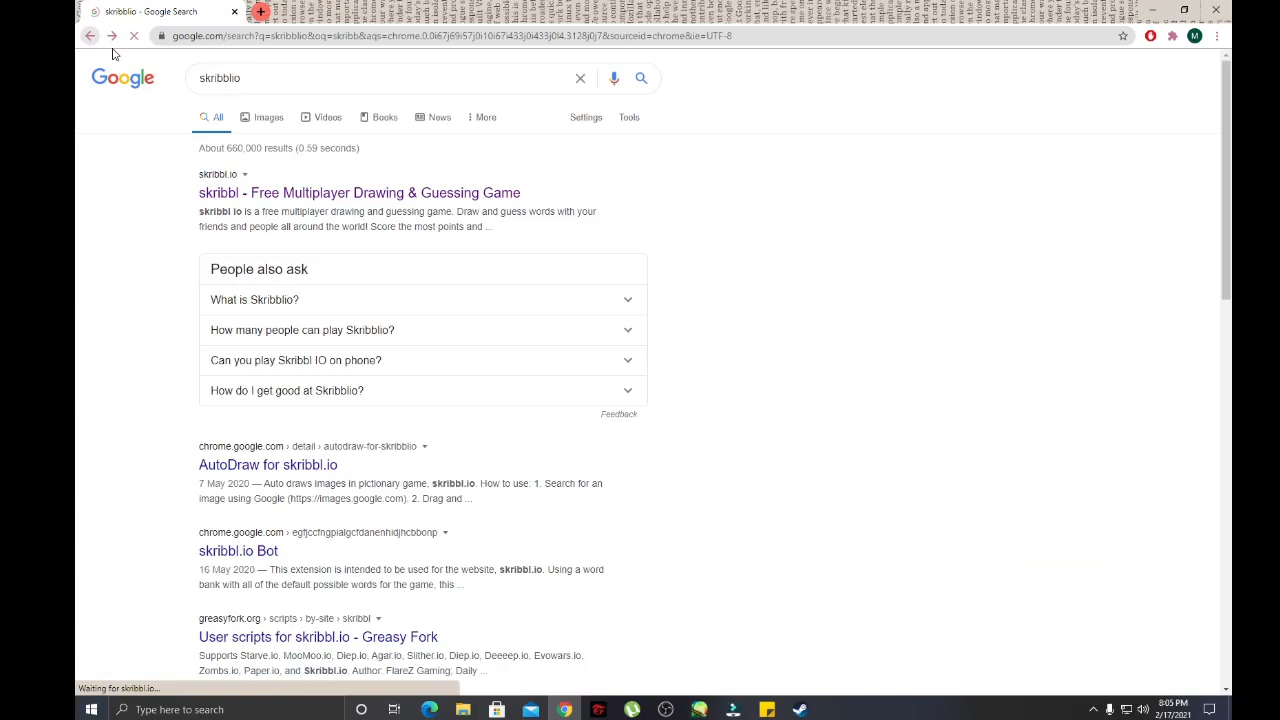 skribblio - Google Search
google.com/search?q=skribblio&oq=skribb&aqs=chrome.0.0i67j69i57j0i10i67i433j0i433j0l4.3128j0j7&sourceid=chrome&ie=UTF-8
M
Google
skribblio
All
Images
Videos
Books
News
More
Settings
Tools
About 660,000 results (0.59 seconds)
skribbl.io
skribbl - Free Multiplayer Drawing & Guessing Game
skribbl io is a free multiplayer drawing and guessing game. Draw and guess words with your
friends and people all around the world! Score the most points and ...
People also ask
What is Skribblio?
How many people can play Skribblio?
Can you play Skribbl IO on phone?
How do I get good at Skribblio?
Feedback
chrome.google.com › detail › autodraw-for-skribblio
AutoDraw for skribbl.io
7 May 2020 — Auto draws images in pictionary game, skribbl.io. How to use: 1. Search for an
image using Google (https://images.google.com). 2. Drag and ...
chrome.google.com › egfjccfngpialgcfdanenhidjhcbbonp
skribbl.io Bot
16 May 2020 — This extension is intended to be used for the website, skribbl.io. Using a word
bank with all of the default possible words for the game, this ...
greasyfork.org › scripts › by-site › skribbl
User scripts for skribbl.io - Greasy Fork
Supports Starve.io, MooMoo.io, Diep.io, Agar.io, Slither.io, Diep.io, Deeeep.io, Evowars.io,
Zombs.io, Paper.io, and Skribbl.io. Author: FlareZ Gaming; Daily ...
Waiting for skribbl.io...
Type here to search
8:05 PM
2/17/2021